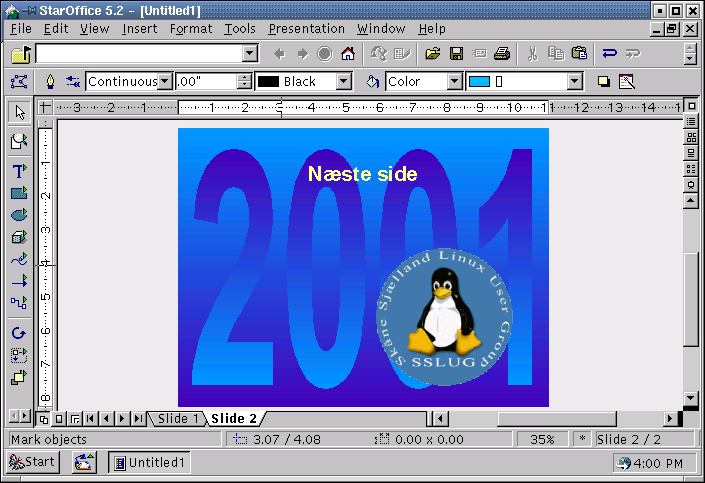 StarOffice 5.2 - [Untitled1]
File Edit View Insert Format Tools Presentation Window Help
Continuous .00" Black Color
3 2 1 1 2 3 4 5 6 7 8 9 10 11 12 13 14
1 2 3 4 5 6 7 8
2001
Næste side
Skåne Sjælland Linux User Group
SSLUG
Slide 1 Slide 2
Mark objects 3.07 / 4.08 0.00 x 0.00 35% * Slide 2 / 2
Start Untitled1 4:00 PM